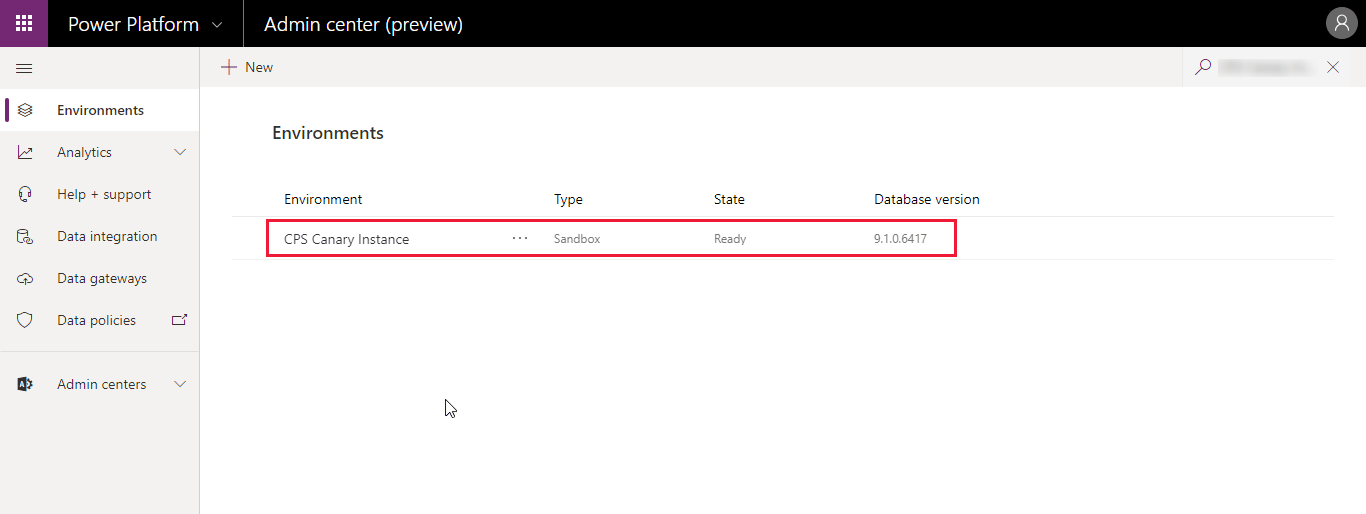 Power Platform Admin center (preview)
New
Environments
Analytics
Help + support
Data integration
Data gateways
Data policies
Admin centers
Environments
Environment Type State Database version
CPS Canary Instance ... Sandbox Ready 9.1.0.6417